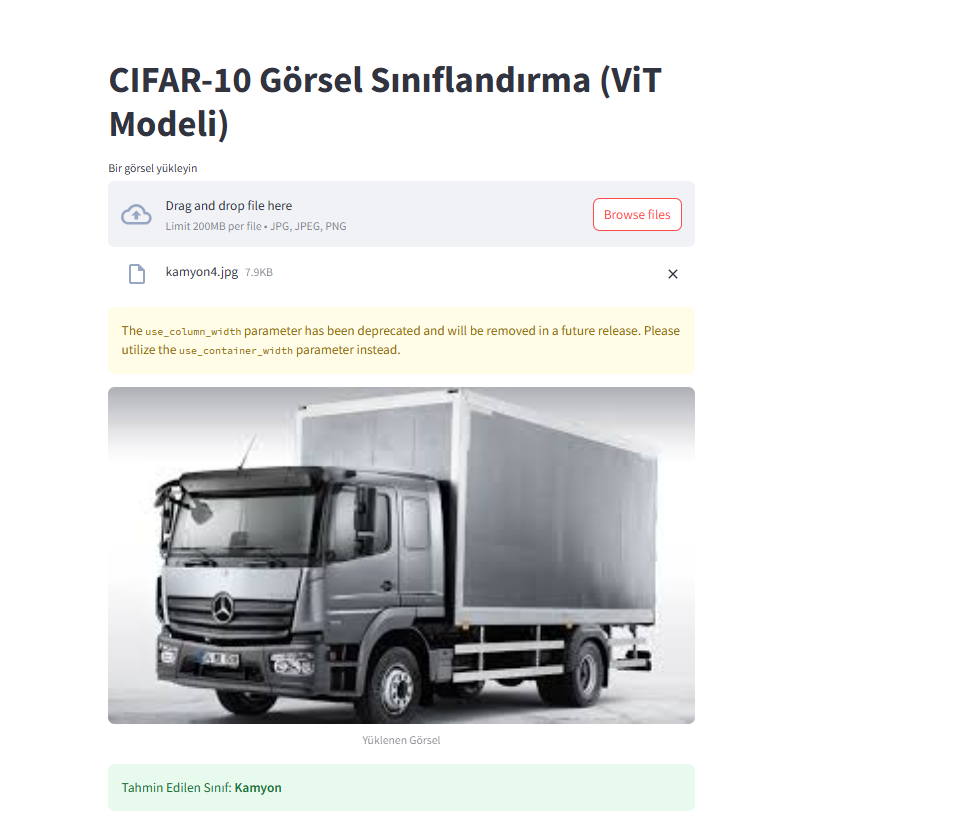 CIFAR-10 Görsel Sınıflandırma (ViT
Modeli)
Bir görsel yükleyin
Drag and drop file here
Limit 200MB per file • JPG, JPEG, PNG
Browse files
kamyon4.jpg 7.9KB
The use_column_width parameter has been deprecated and will be removed in a future release. Please
utilize the use_container_width parameter instead.
Yüklenen Görsel
Tahmin Edilen Sınıf: Kamyon